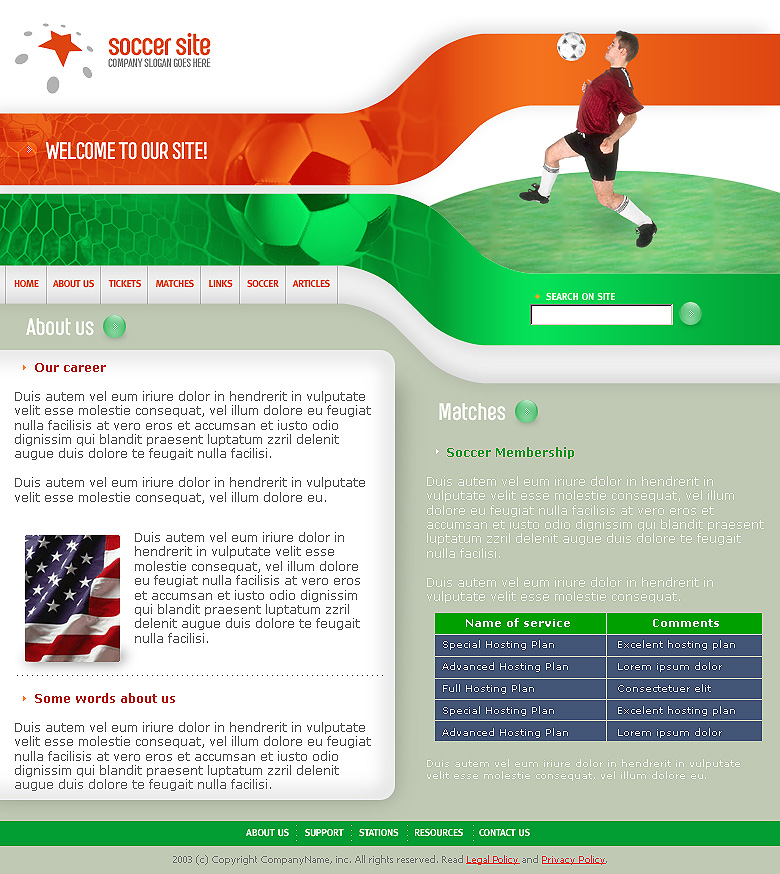 soccer site
COMPANY SLOGAN GOES HERE
WELCOME TO OUR SITE!
HOME ABOUT US TICKETS MATCHES LINKS SOCCER ARTICLES
SEARCH ON SITE
About us
Our career
Duis autem vel eum iriure dolor in hendrerit in vulputate
velit esse molestie consequat, vel illum dolore eu feugiat
nulla facilisis at vero eros et accumsan et iusto odio
dignissim qui blandit praesent luptatum zzril delenit
augue duis dolore te feugait nulla facilisi.
Duis autem vel eum iriure dolor in hendrerit in vulputate
velit esse molestie consequat, vel illum dolore eu.
Duis autem vel eum iriure dolor in
hendrerit in vulputate velit esse
molestie consequat, vel illum dolore
eu feugiat nulla facilisis at vero eros
et accumsan et iusto odio dignissim
qui blandit praesent luptatum zzril
delenit augue duis dolore te feugait
nulla facilisi.
Some words about us
Duis autem vel eum iriure dolor in hendrerit in vulputate
velit esse molestie consequat, vel illum dolore eu feugiat
nulla facilisis at vero eros et accumsan et iusto odio
dignissim qui blandit praesent luptatum zzril delenit
augue duis dolore te feugait nulla facilisi.
Matches
Soccer Membership
Duis autem vel eum iriure dolor in hendrerit in
vulputate velit esse molestie consequat, vel illum
dolore eu feugiat nulla facilisis at vero eros et
accumsan et iusto odio dignissim qui blandit praesent
luptatum zzril delenit augue duis dolore te feugait
nulla facilisi.
Duis autem vel eum iriure dolor in hendrerit in
vulputate velit esse molestie consequat.
Name of service Comments
Special Hosting Plan Excelent hosting plan
Advanced Hosting Plan Lorem ipsum dolor
Full Hosting Plan Consectetuer elit
Special Hosting Plan Excelent hosting plan
Advanced Hosting Plan Lorem ipsum dolor
Duis autem vel eum iriure dolor in hendrerit in vulputate
velit esse molestie consequat, vel illum dolore eu.
ABOUT US SUPPORT STATIONS RESOURCES CONTACT US
2003 (c) Copyright CompanyName, inc. All rights reserved. Read Legal Policy and Privacy Policy.